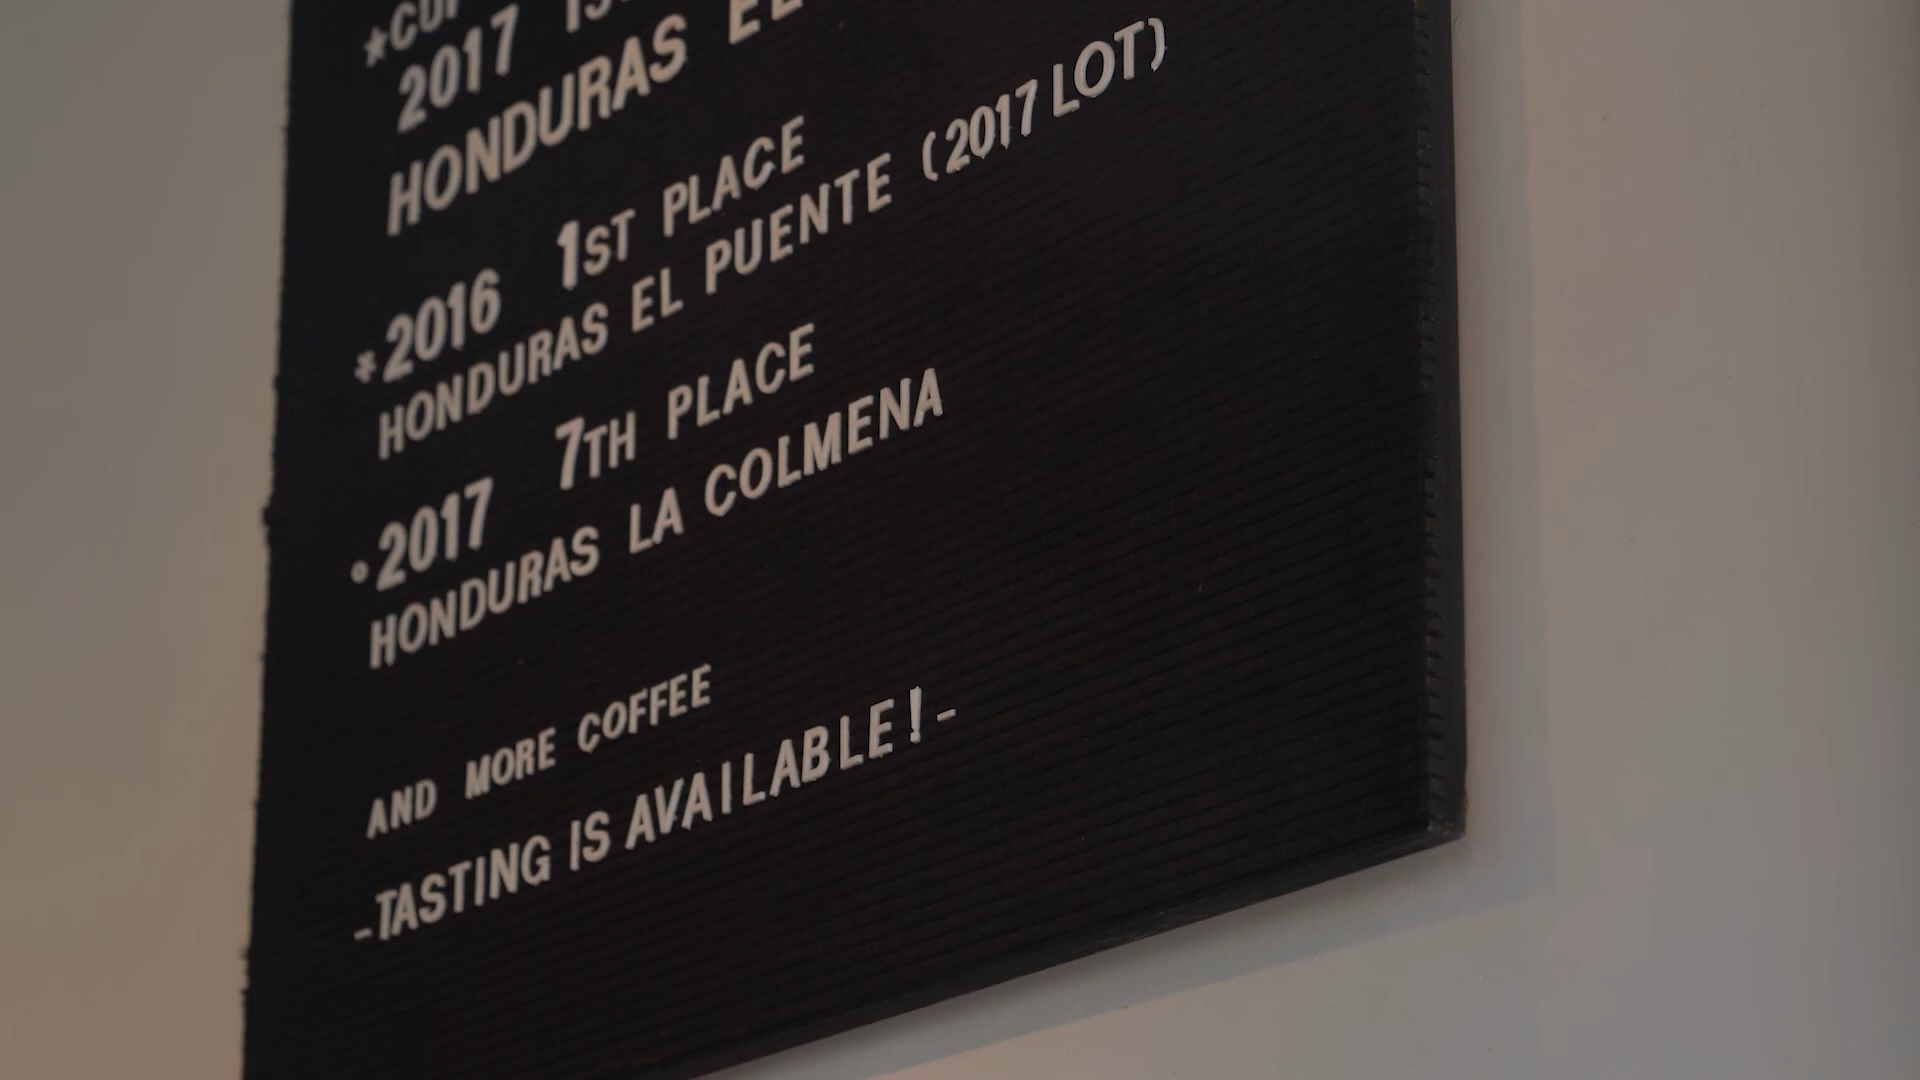 2017
HONDURAS
*2016 1ST PLACE
HONDURAS EL PUENTE (2017 LOT)
•2017 7TH PLACE
HONDURAS LA COLMENA
AND MORE COFFEE
-TASTING IS AVAILABLE!-